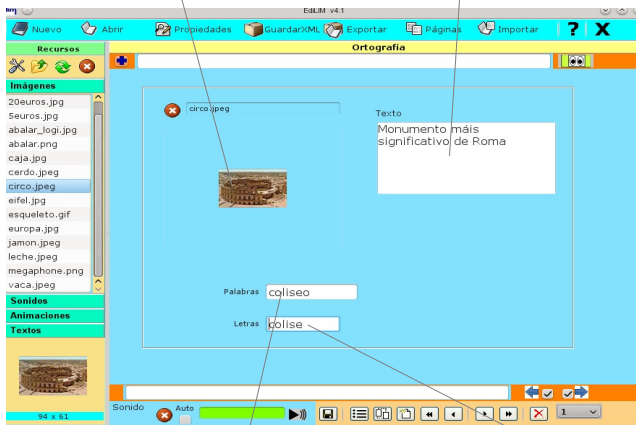 EdiLIM v4.1
Nuevo Abrir Propiedades GuardarXML Exportar Páginas Importar ? X
Recursos
Ortografía
Imágenes
20euros.jpg
5euros.jpg
abalar_logi.jpg
abalar.png
caja.jpg
cerdo.jpeg
circo.jpeg
eifel.jpg
esqueleto.gif
europa.jpg
jamon.jpeg
leche.jpeg
megaphone.png
vaca.jpeg
Sonidos
Animaciones
Textos
94 x 61
circo.jpeg
Texto
Monumento máis
significativo de Roma
Palabras coliseo
Letras colise
Sonido Auto 1